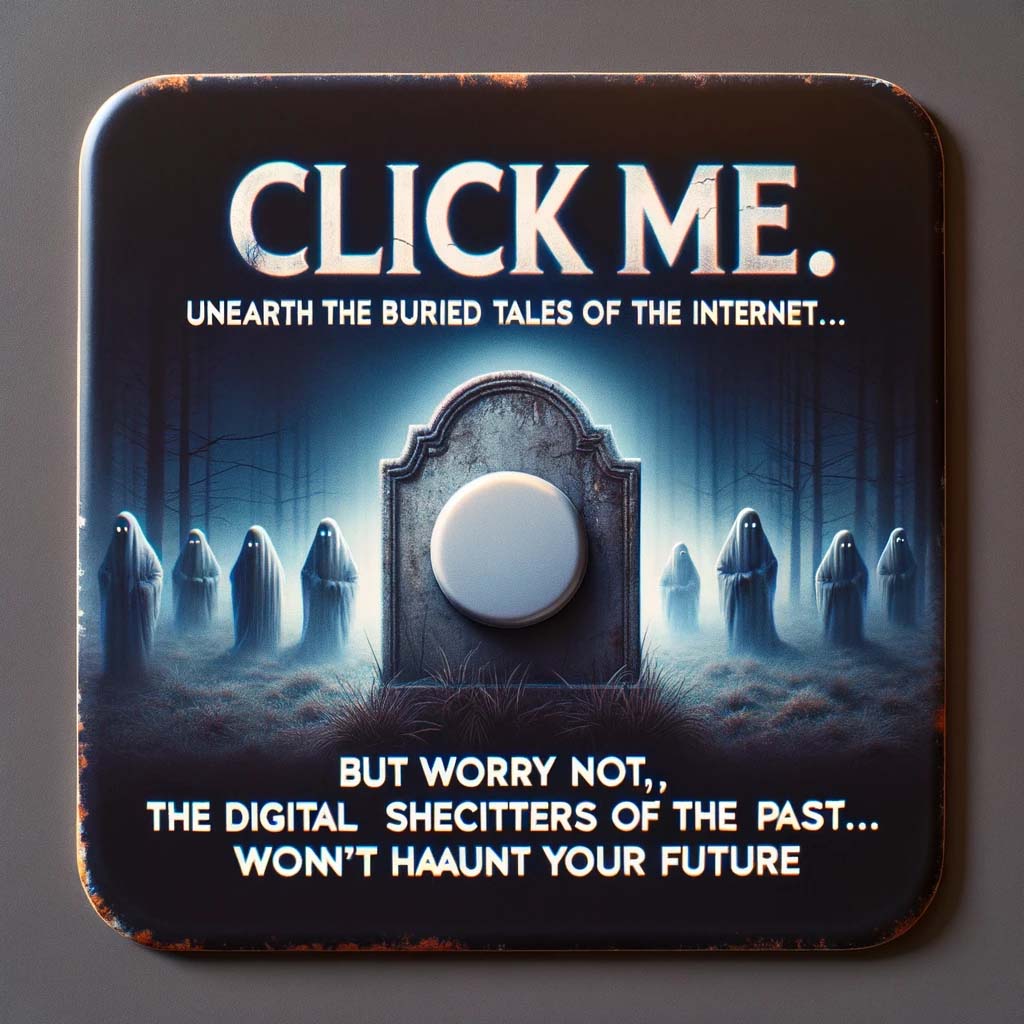 CLICK ME.
UNEARTH THE BURIED TALES OF THE INTERNET...
BUT WORRY NOT,,
THE DIGITAL SHECITTERS OF THE PAST...
WON'T HAAUNT YOUR FUTURE